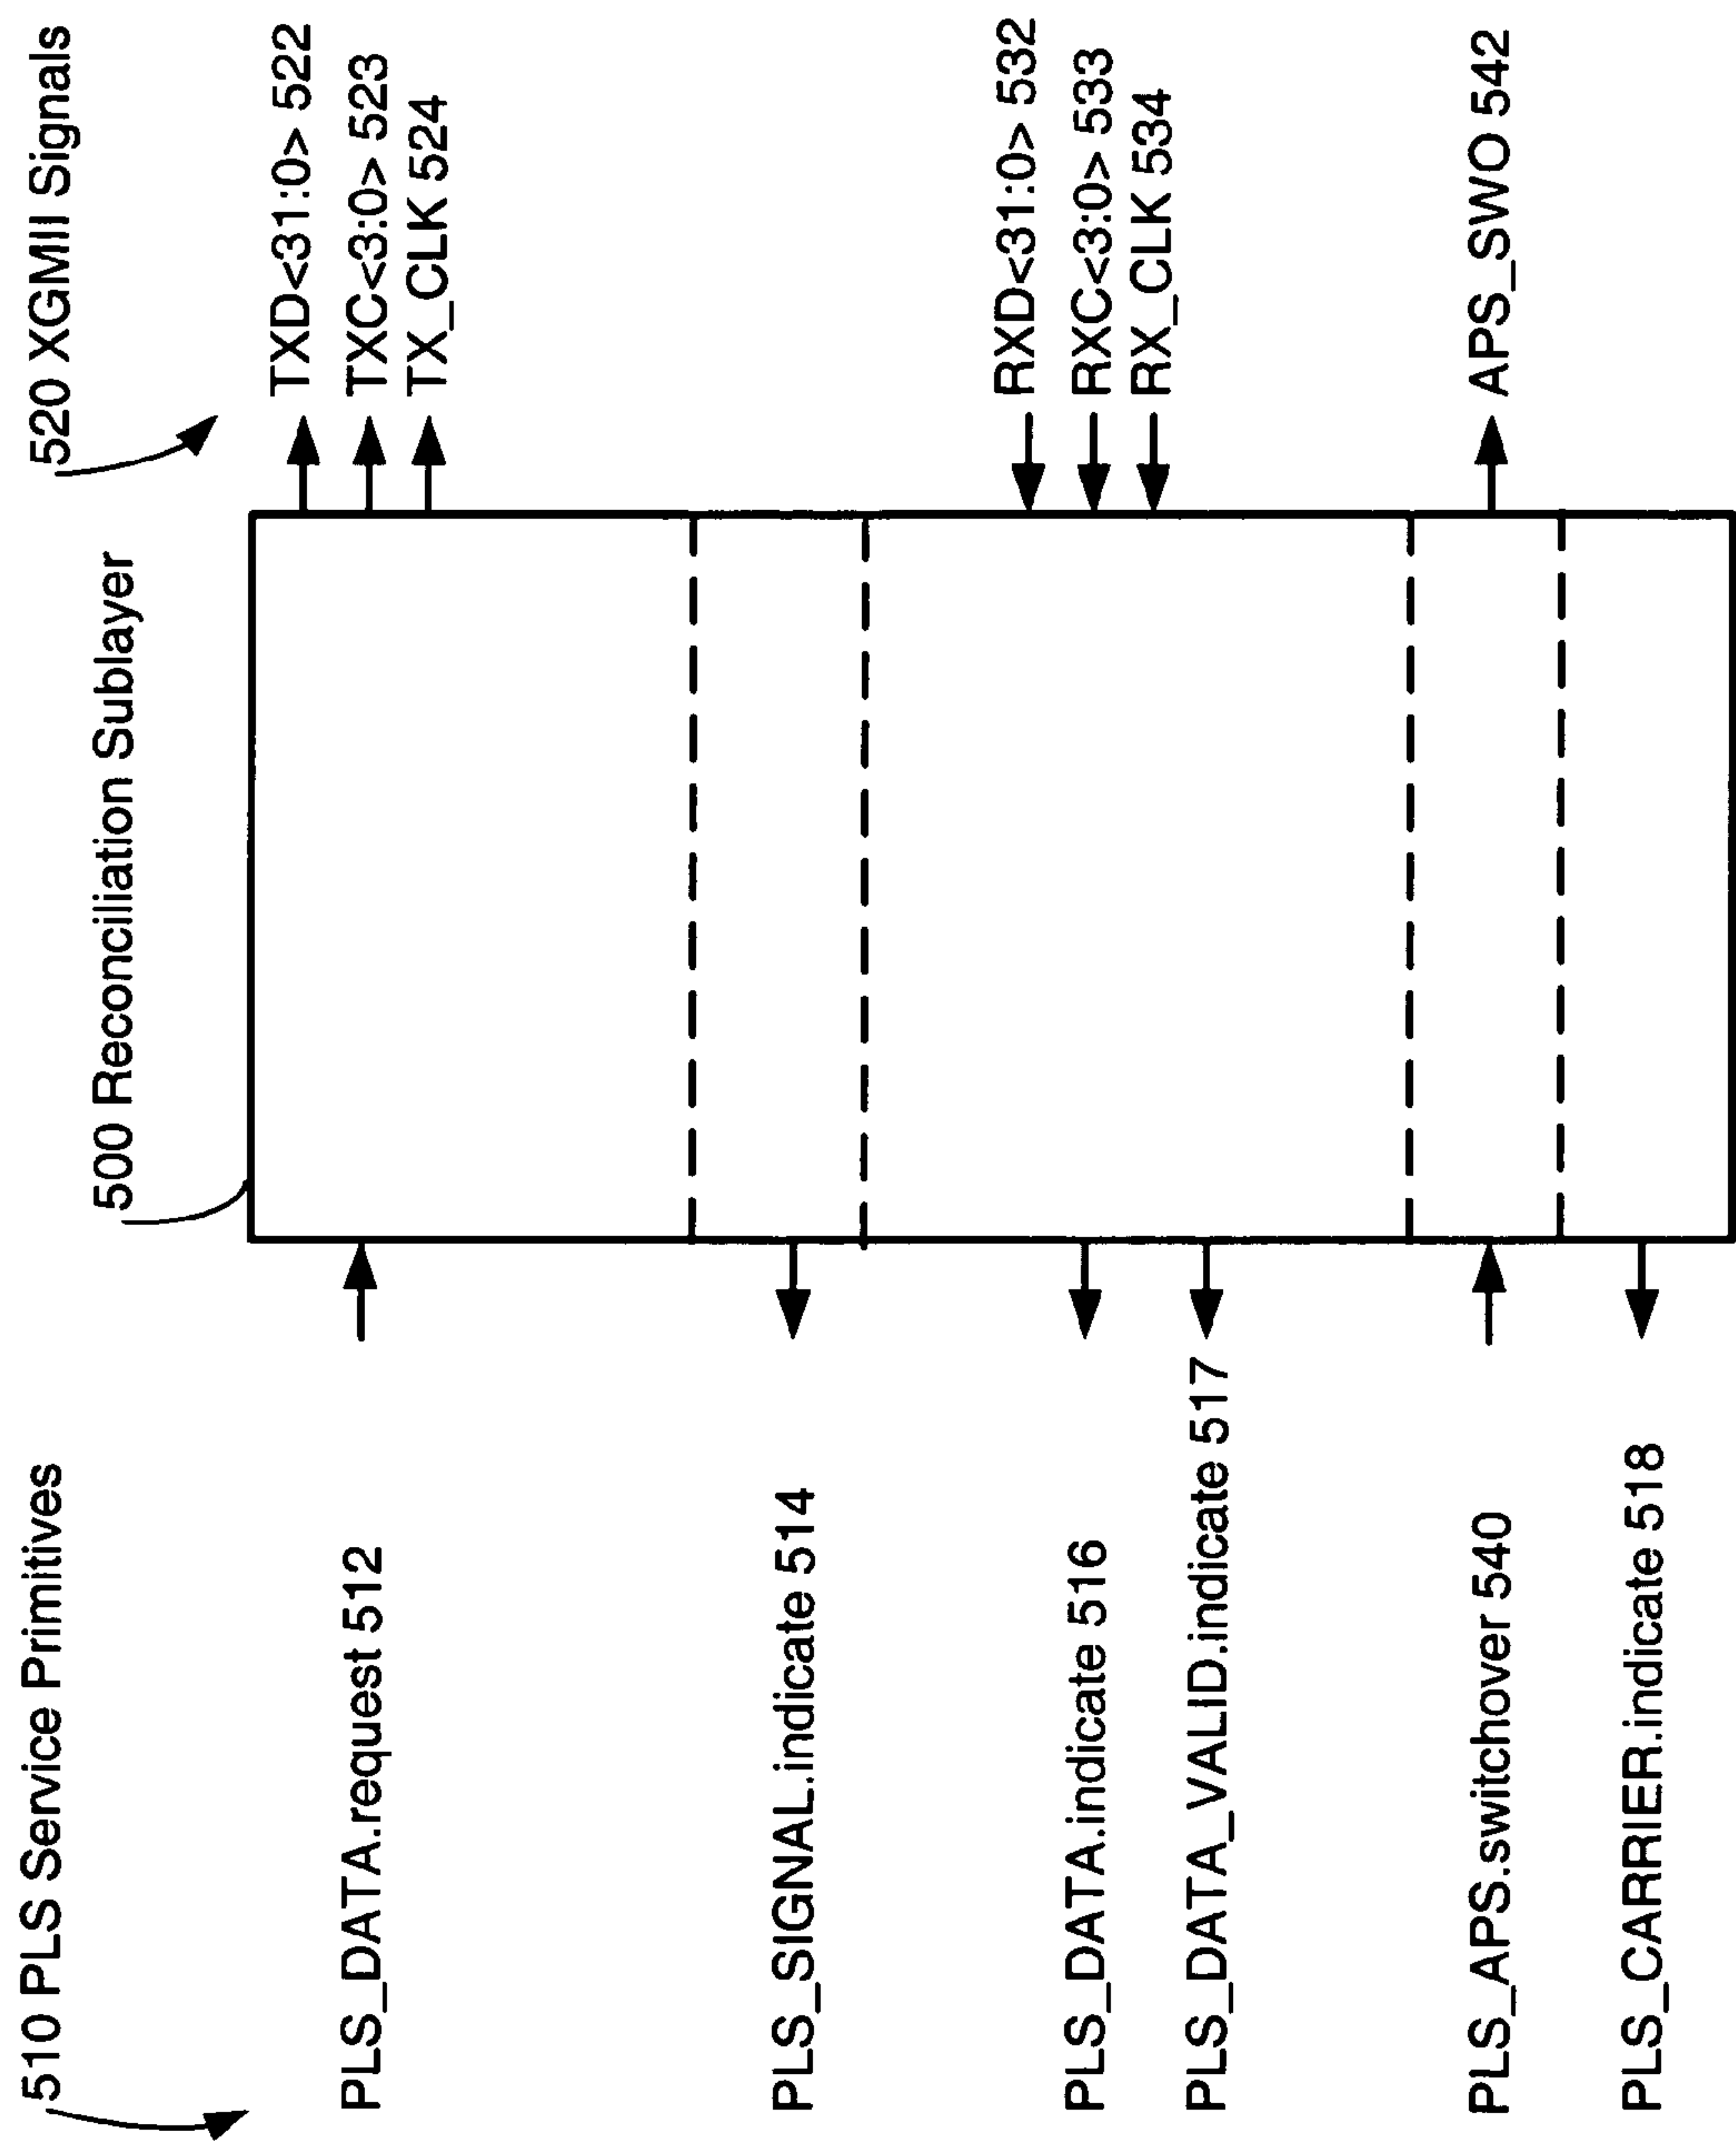 510 PLS Service Primitives
500 Reconciliation Sublayer
520 XGMII Signals
PLS_DATA.request 512
PLS_SIGNAL.indicate 514
PLS_DATA.indicate 516
PLS_DATA_VALID.indicate 517
PLS_APS.switchover 540
PLS_CARRIER.indicate 518
TXD<31:0> 522
TXC<3:0> 523
TX_CLK 524
RXD<31:0> 532
RXC<3:0> 533
RX_CLK 534
APS_SWO 542